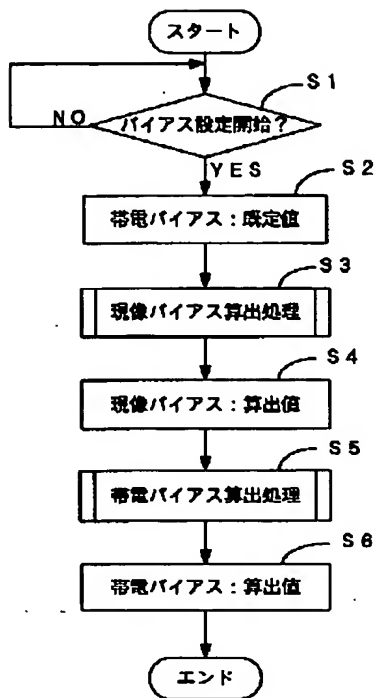 スタート
S1
バイアス設定開始？
NO
YES
S2
帯電バイアス：既定値
S3
現像バイアス算出処理
S4
現像バイアス：算出値
S5
帯電バイアス算出処理
S6
帯電バイアス：算出値
エンド